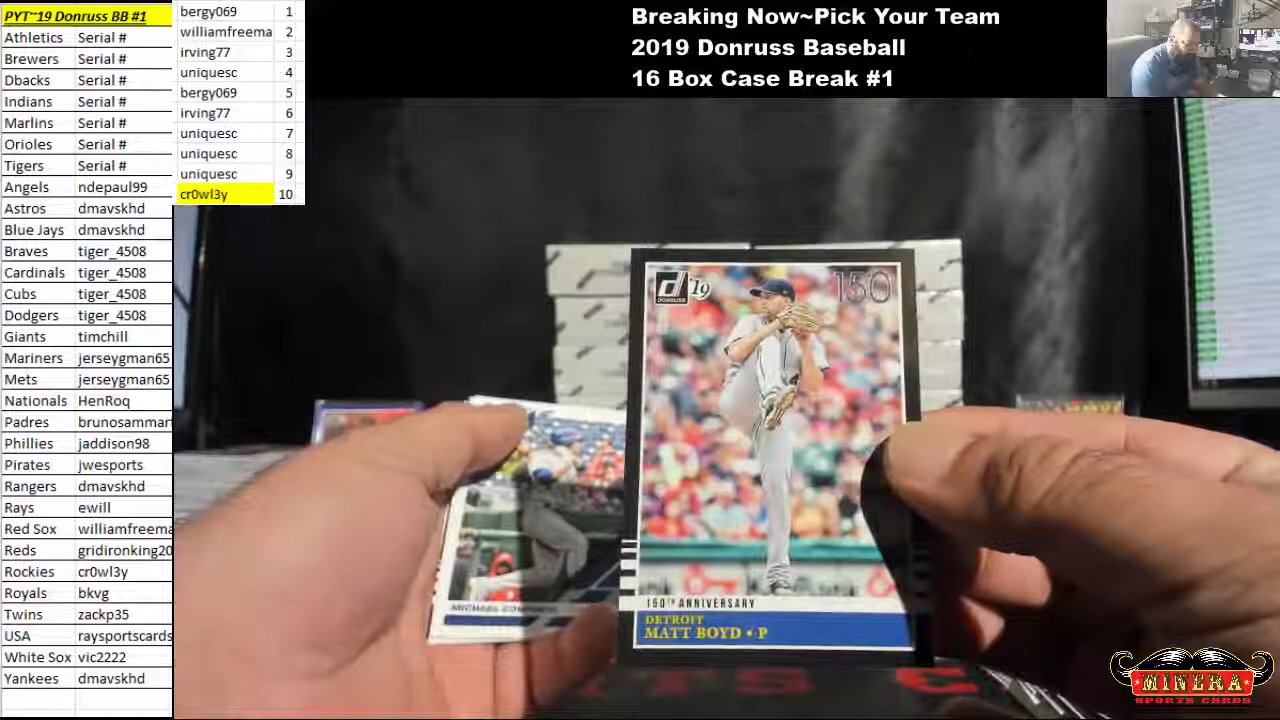 PYT~19 Donruss BB #1
Athletics Serial #
Brewers Serial #
Dbacks Serial #
Indians Serial #
Marlins Serial #
Orioles Serial #
Tigers Serial #
Angels ndepaul99
Astros dmavskhd
Blue Jays dmavskhd
Braves tiger_4508
Cardinals tiger_4508
Cubs tiger_4508
Dodgers tiger_4508
Giants timchill
Mariners jerseygman65
Mets jerseygman65
Nationals HenRoq
Padres brunosammar
Phillies jaddison98
Pirates jwesports
Rangers dmavskhd
Rays ewill
Red Sox williamfreema
Reds gridironking20
Rockies cr0wl3y
Royals bkvg
Twins zackp35
USA raysportscards
White Sox vic2222
Yankees dmavskhd
bergy069 1
williamfreema 2
irving77 3
uniquesc 4
bergy069 5
irving77 6
uniquesc 7
uniquesc 8
uniquesc 9
cr0wl3y 10
Breaking Now~Pick Your Team
2019 Donruss Baseball
16 Box Case Break #1
d '19 150
DONRUSS
150TH ANNIVERSARY
DETROIT
MATT BOYD • P
MICHAEL
MINERA
SPORTS CARDS